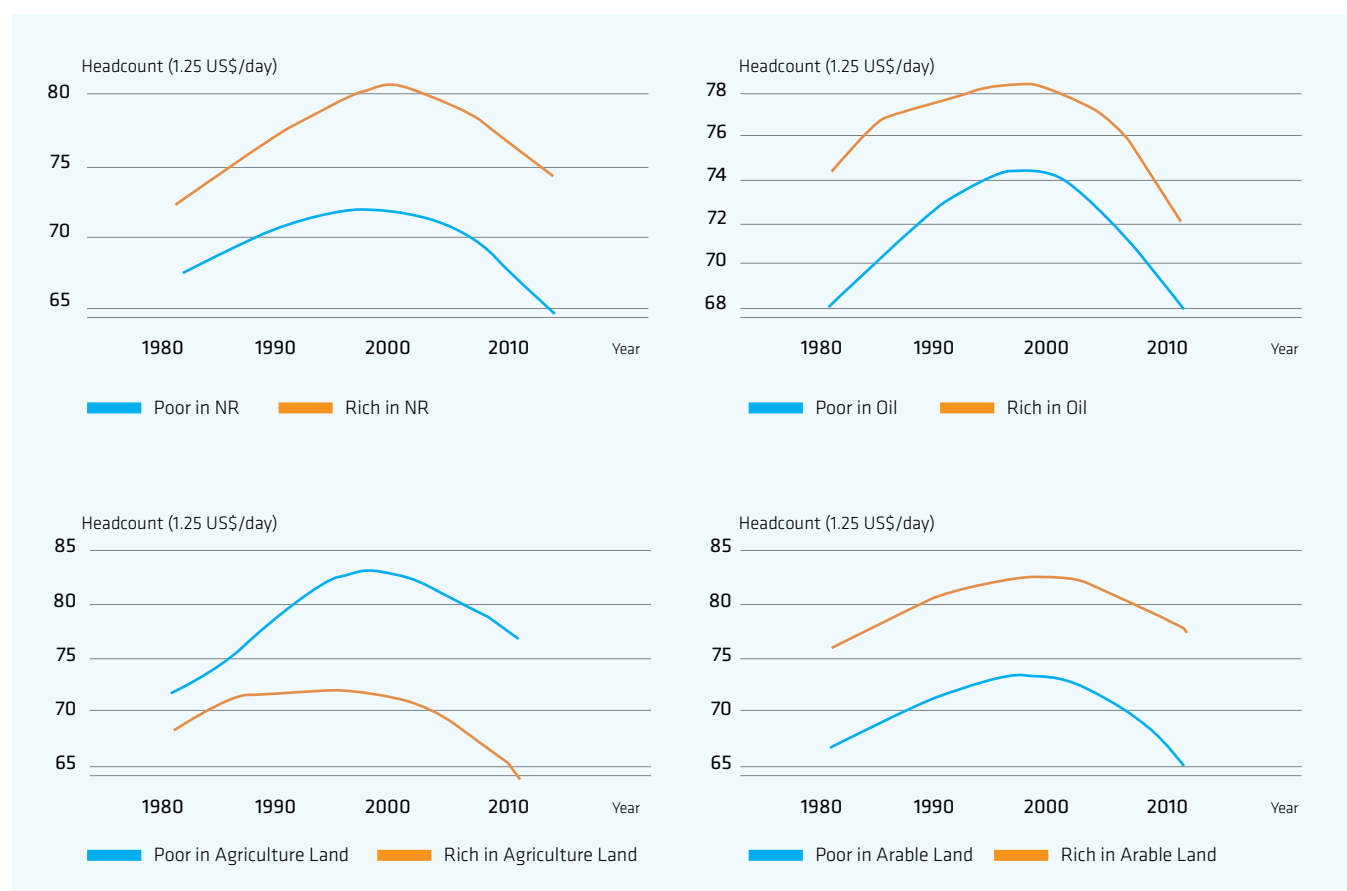 Headcount (1.25 US$/day)
80
75
70
65
1980 1990 2000 2010 Year
Poor in NR Rich in NR
Headcount (1.25 US$/day)
78
76
74
72
70
68
1980 1990 2000 2010 Year
Poor in Oil Rich in Oil
Headcount (1.25 US$/day)
85
80
75
70
65
1980 1990 2000 2010 Year
Poor in Agriculture Land Rich in Agriculture Land
Headcount (1.25 US$/day)
85
80
75
70
65
1980 1990 2000 2010 Year
Poor in Arable Land Rich in Arable Land